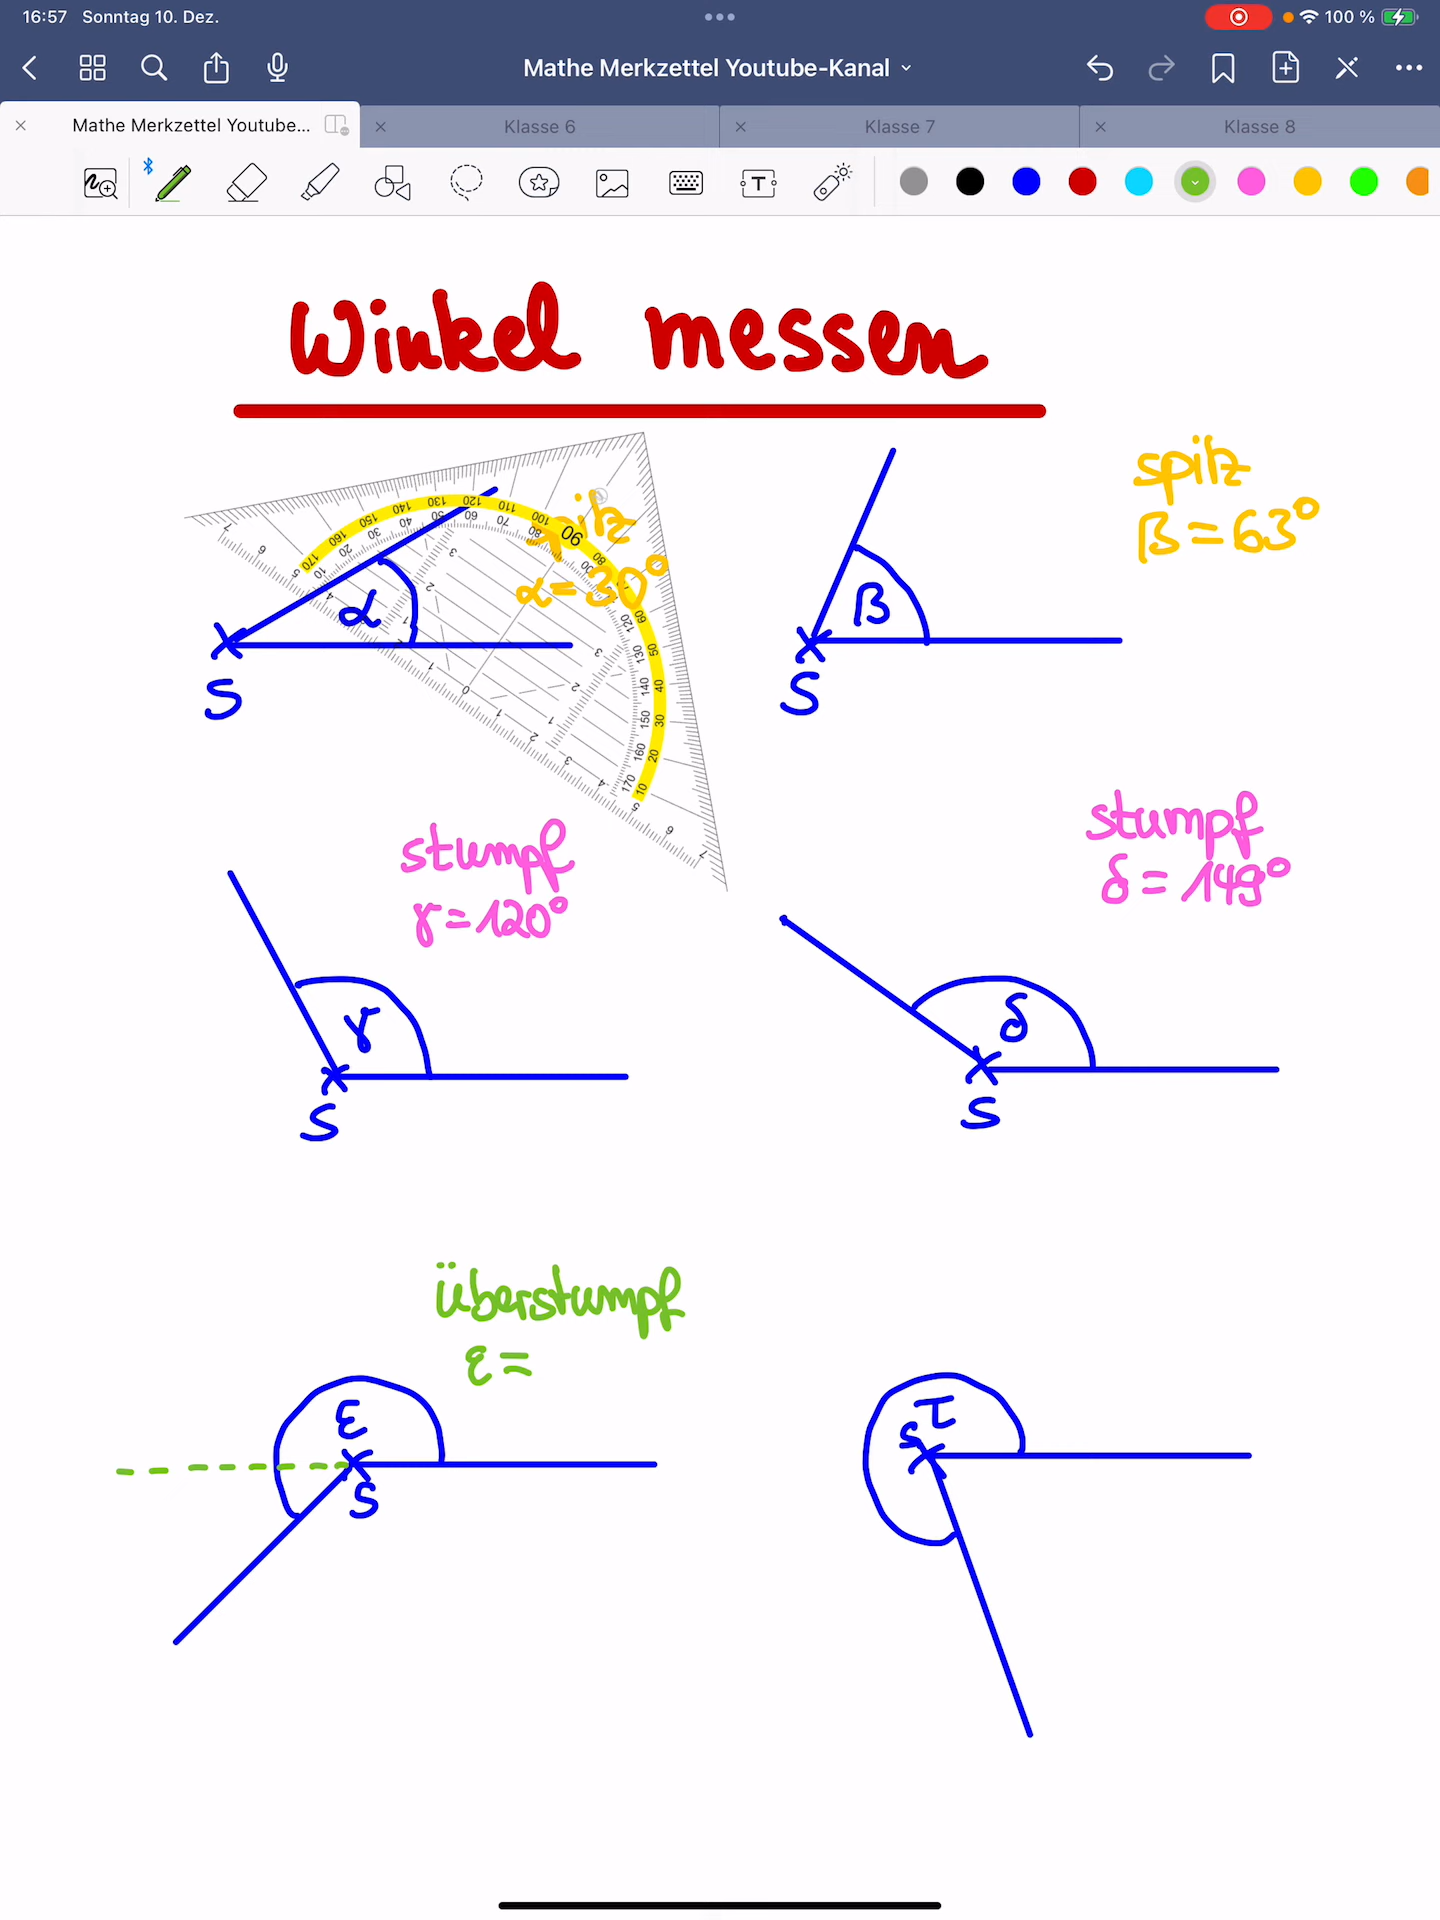 16:57 Sonntag 10. Dez.
100 %
Mathe Merkzettel Youtube-Kanal
Mathe Merkzettel Youtube...
Klasse 6
Klasse 7
Klasse 8
T
Winkel messen
spitz
α = 30°
α
S
spitz
β = 63°
β
S
stumpf
γ = 120°
γ
S
stumpf
δ = 149°
δ
S
überstumpf
ε =
ε
S
τ
S